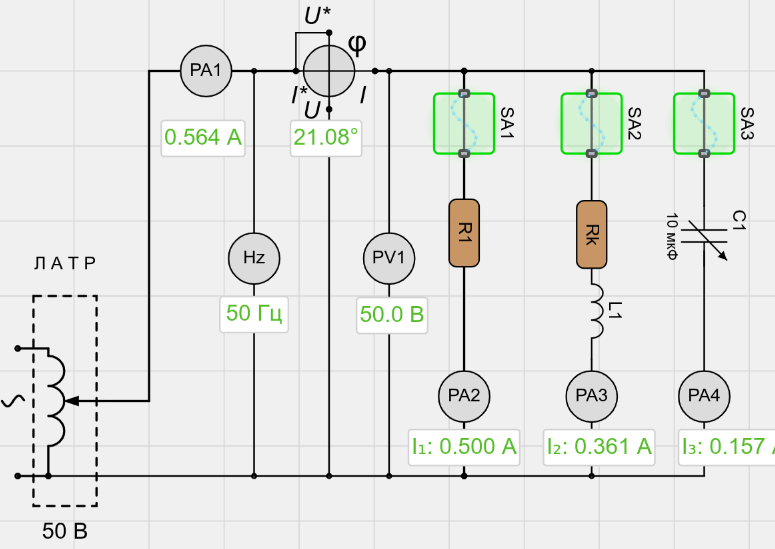 U*
φ
PA1
I*
I
U
0.564 A
21.08°
SA1
SA2
SA3
R1
Rk
C1
10 мкФ
Hz
PV1
ЛАТР
50 Гц
50.0 В
L1
PA2
PA3
PA4
I₁: 0.500 A
I₂: 0.361 A
I₃: 0.157 A
50 В